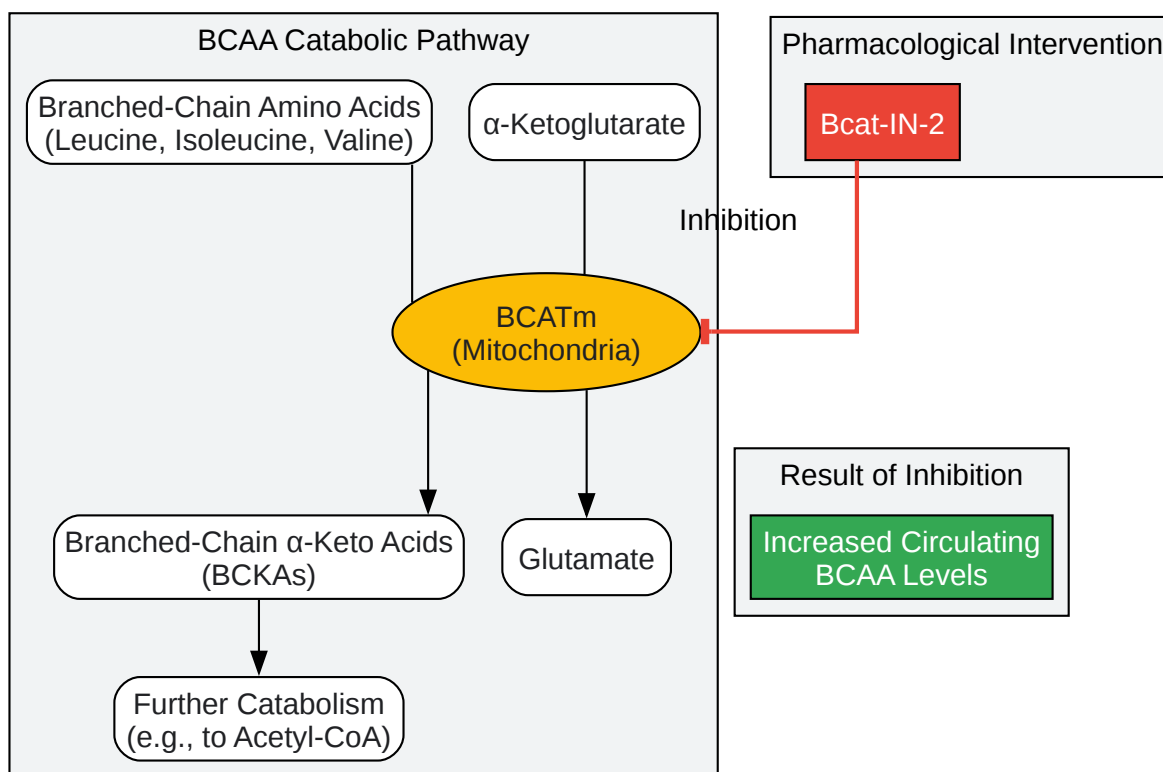 BCAA Catabolic Pathway
Branched-Chain Amino Acids
(Leucine, Isoleucine, Valine)
α-Ketoglutarate
BCATm
(Mitochondria)
Branched-Chain α-Keto Acids
(BCKAs)
Glutamate
Further Catabolism
(e.g., to Acetyl-CoA)
Pharmacological Intervention
Bcat-IN-2
Inhibition
Result of Inhibition
Increased Circulating
BCAA Levels